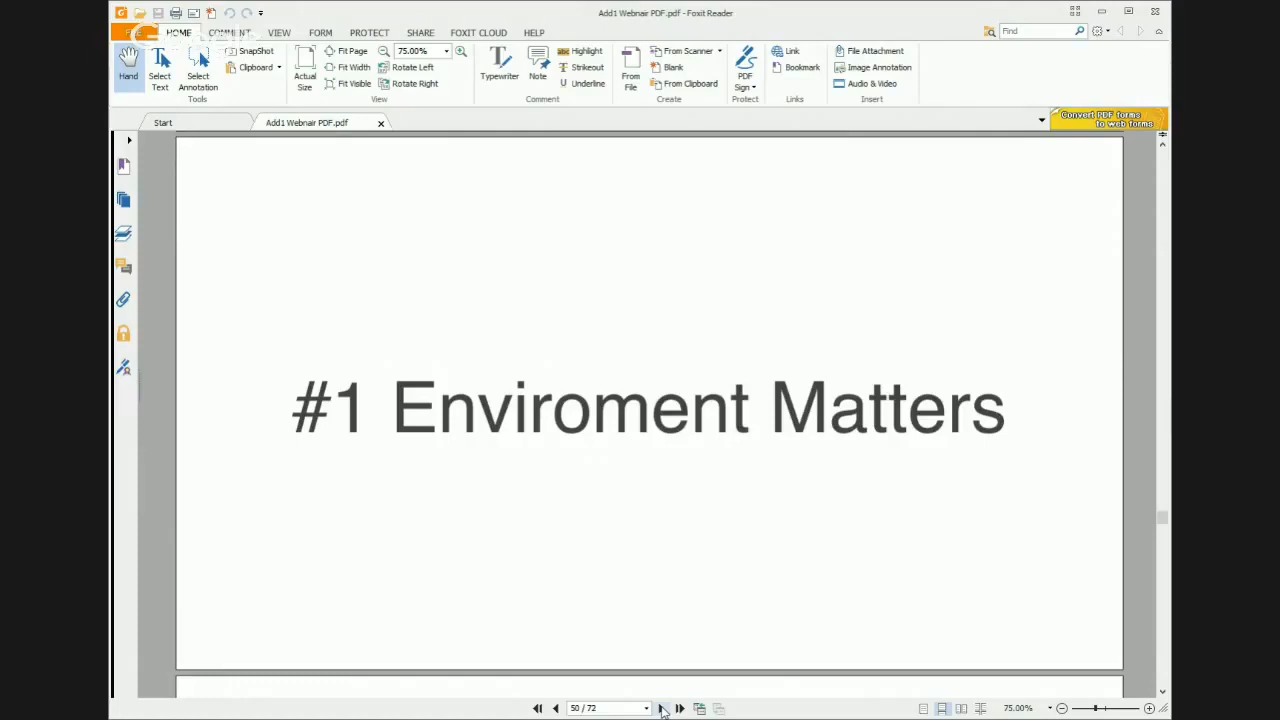 Add1 Webnair PDF.pdf - Foxit Reader
FILE HOME COMMENT VIEW FORM PROTECT SHARE FOXIT CLOUD HELP Find
Hand
Select Text
Select Annotation
SnapShot
Clipboard
Tools
Actual Size
Fit Page
Fit Width
Fit Visible
75.00%
Rotate Left
Rotate Right
View
Typewriter
Note
Highlight
Strikeout
Underline
Comment
From File
From Scanner
Blank
From Clipboard
Create
PDF Sign
Protect
Link
Bookmark
Links
File Attachment
Image Annotation
Audio & Video
Insert
Start Add1 Webnair PDF.pdf
Convert PDF forms
to web forms
#1 Enviroment Matters
50 / 72 75.00%